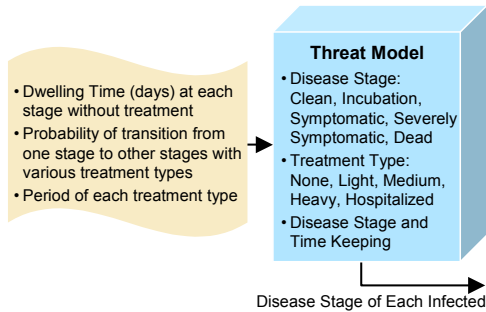 • Dwelling Time (days) at each
stage without treatment
• Probability of transition from
one stage to other stages with
various treatment types
• Period of each treatment type
Threat Model
• Disease Stage:
Clean, Incubation,
Symptomatic, Severely
Symptomatic, Dead
• Treatment Type:
None, Light, Medium,
Heavy, Hospitalized
• Disease Stage and
Time Keeping
Disease Stage of Each Infected